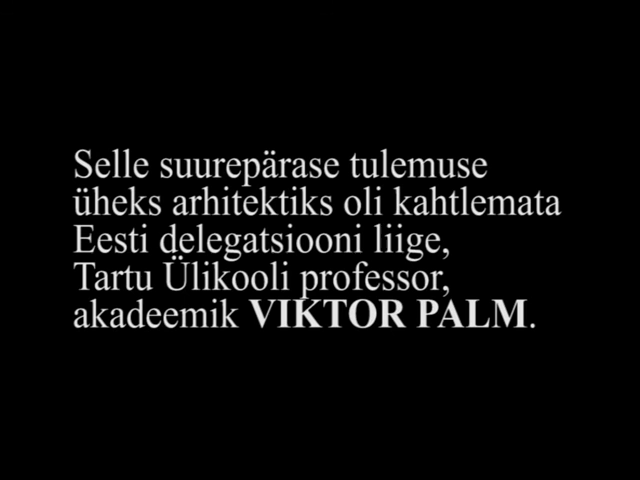 Selle suurepärase tulemuse
üheks arhitektiks oli kahtlemata
Eesti delegatsiooni liige,
Tartu Ülikooli professor,
akadeemik VIKTOR PALM.